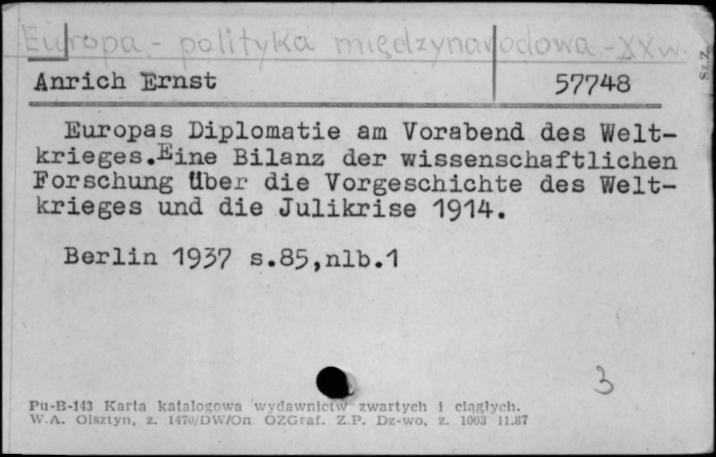 Europa - polityka międzynarodowa - XX w.
Anrich Ernst 57748
Europas Diplomatie am Vorabend des Welt-
krieges.Eine Bilanz der wissenschaftlichen
Forschung über die Vorgeschichte des Welt-
krieges und die Julikrise 1914.
Berlin 1937 s.85,nlb.1
3
Pu-B-143 Karta katalogowa wydawnictw zwartych i ciągłych.
W.A. Olsztyn, z. 1470/DW/On OZGraf. Z.P. Dz-wo, z. 1003 11.87